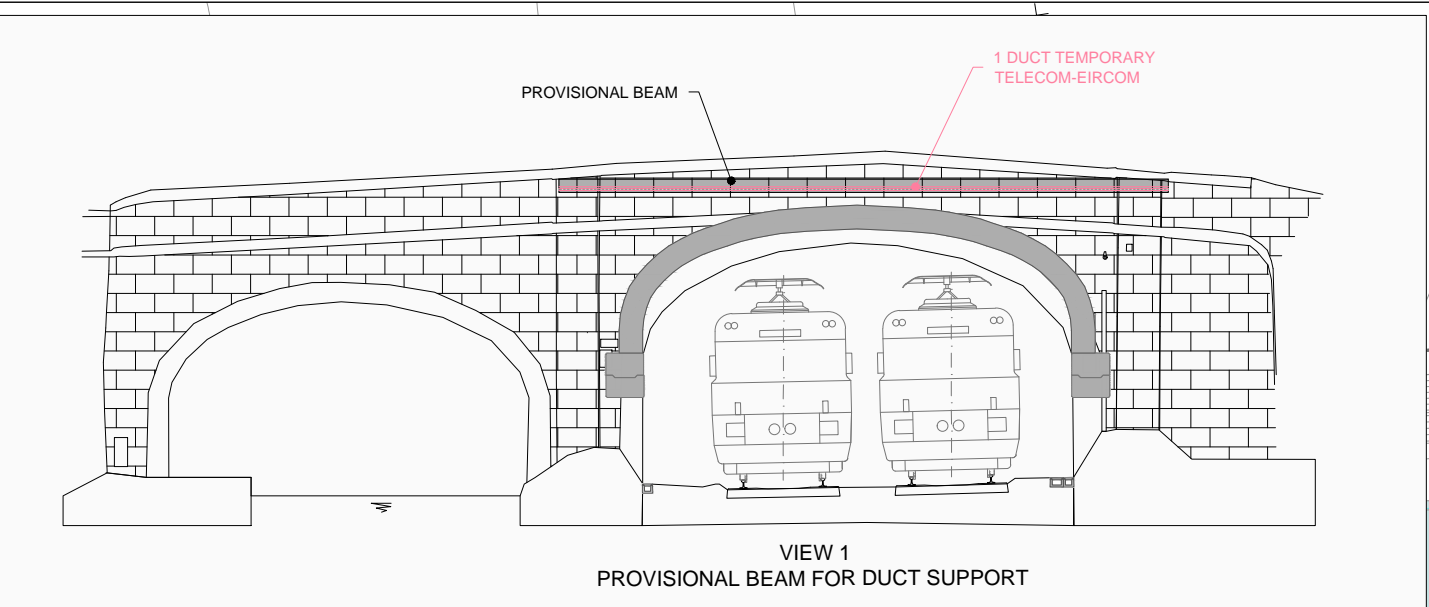 1 DUCT TEMPORARY
TELECOM-EIRCOM
PROVISIONAL BEAM
VIEW 1
PROVISIONAL BEAM FOR DUCT SUPPORT